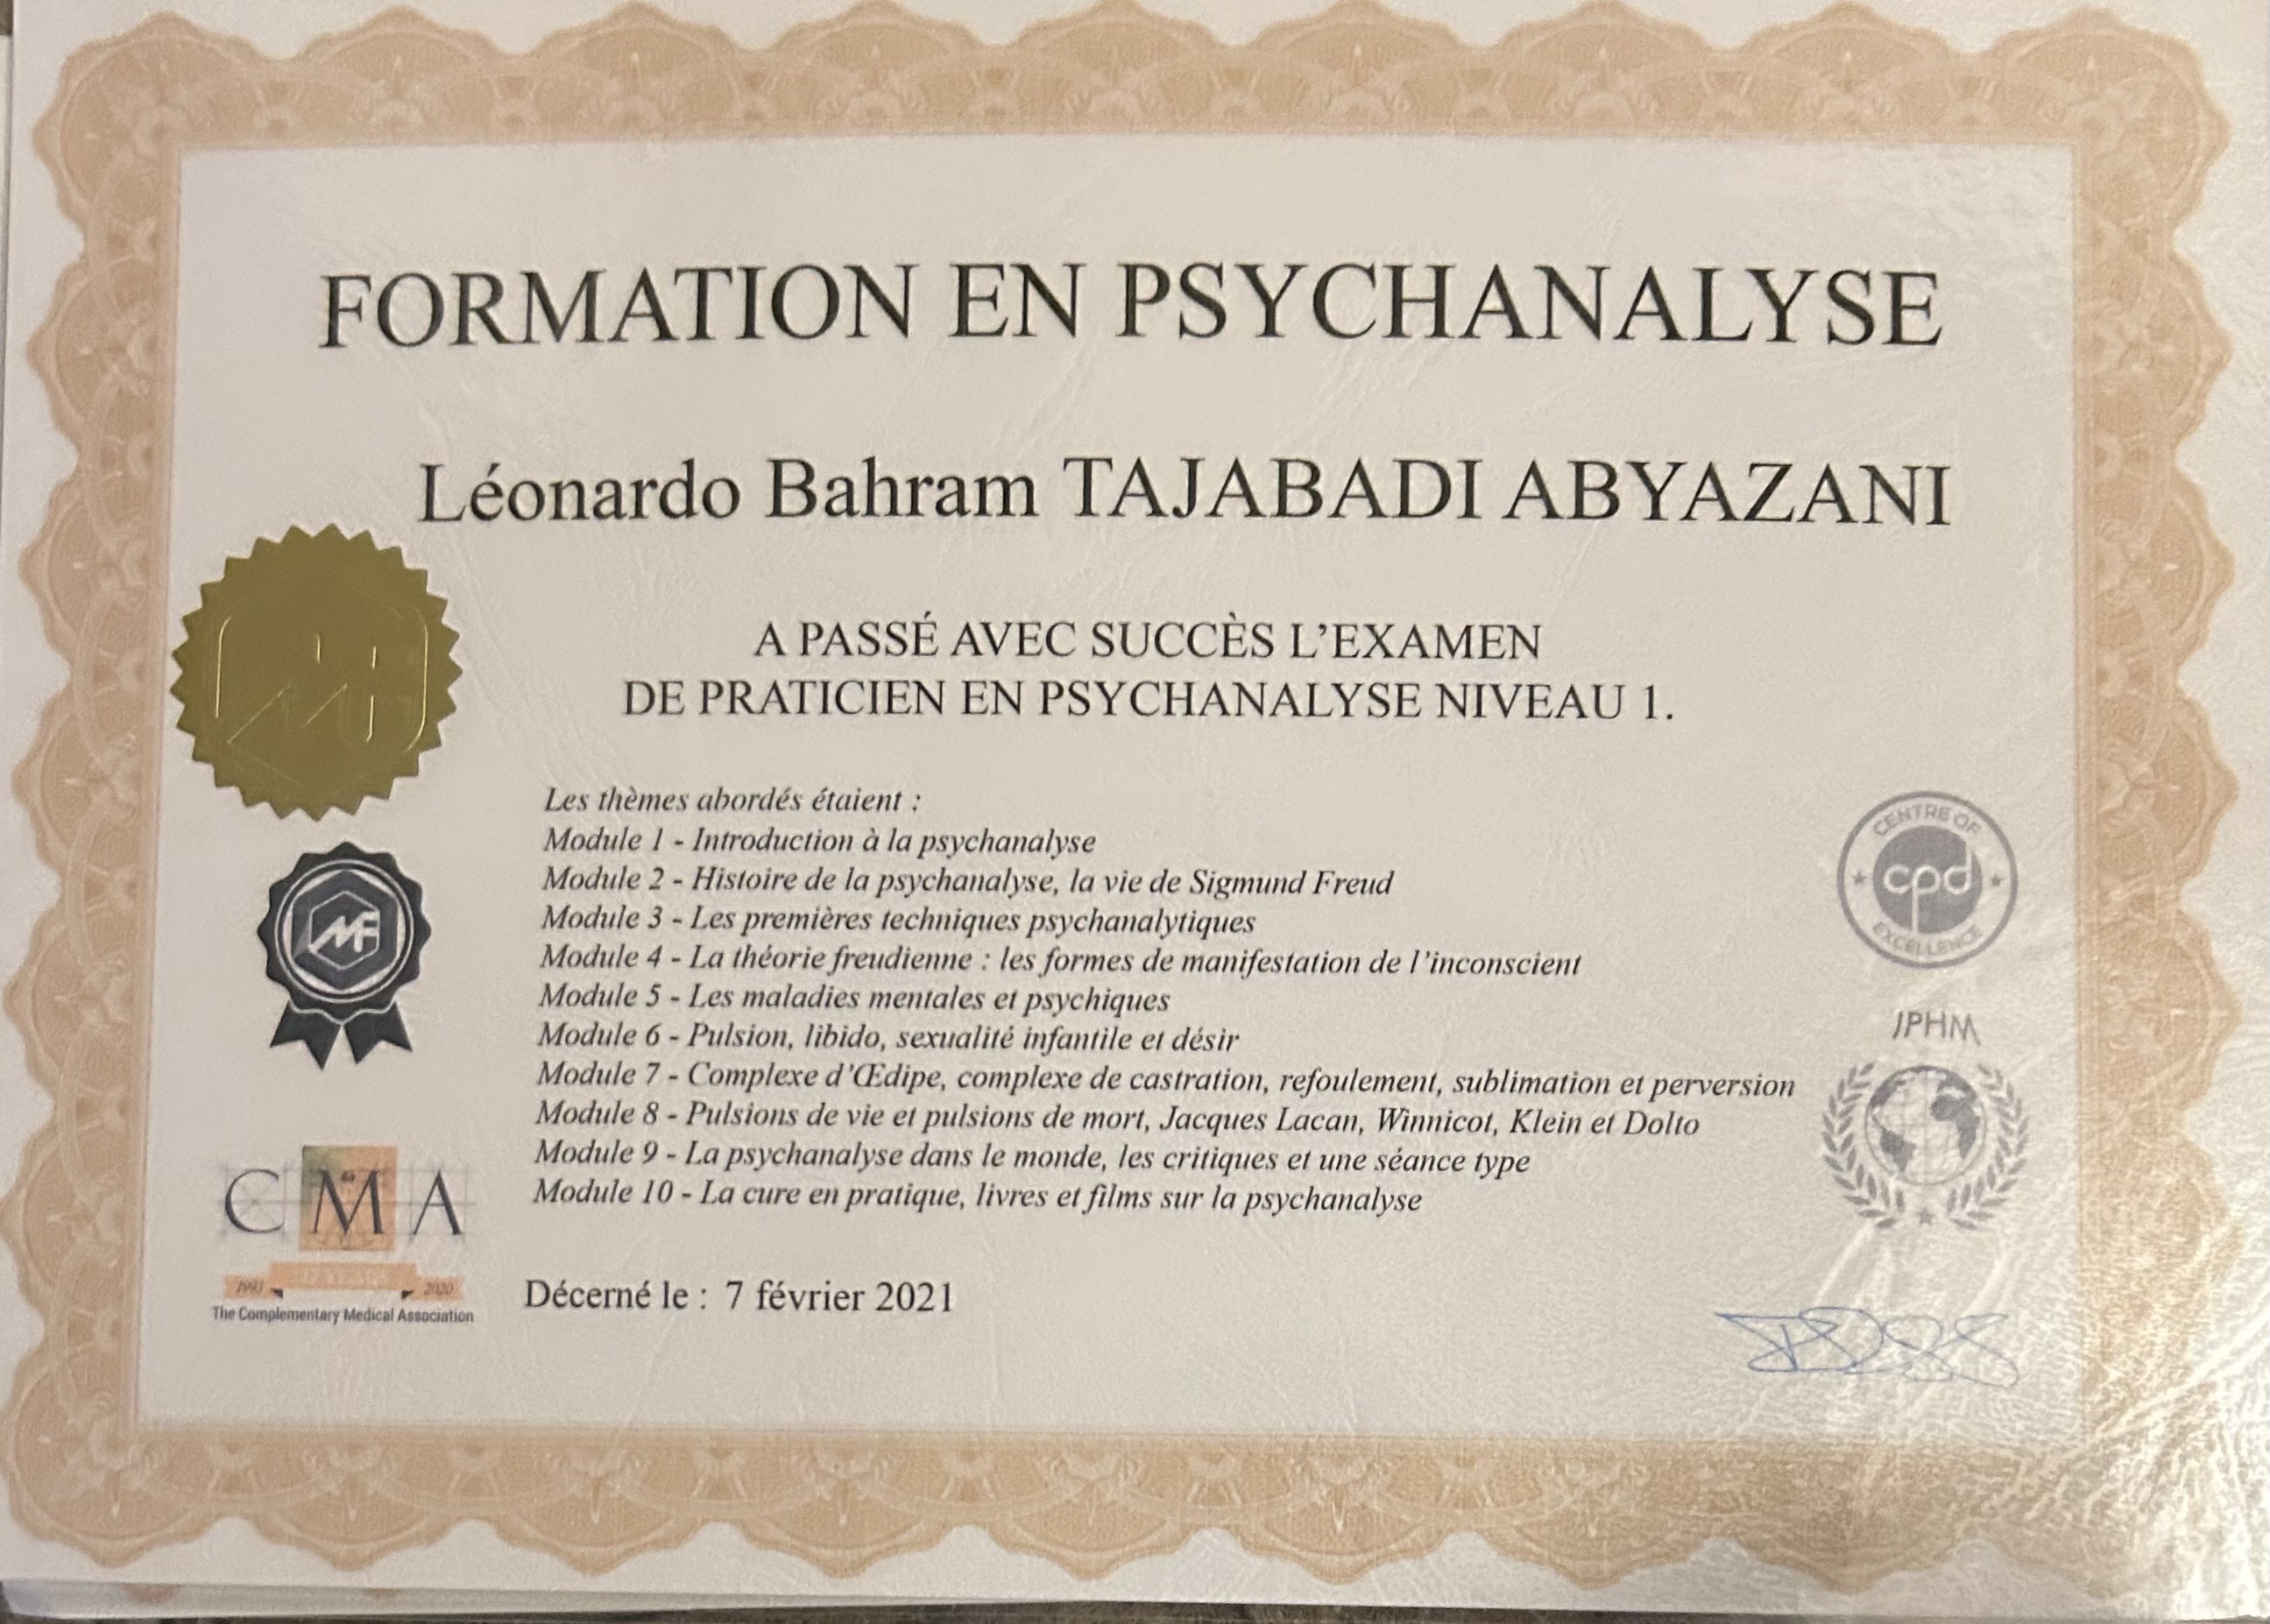 FORMATION EN PSYCHANALYSE
Léonardo Bahram TAJABADI ABYAZANI
A PASSÉ AVEC SUCCÈS L’EXAMEN
DE PRATICIEN EN PSYCHANALYSE NIVEAU 1.
Les thèmes abordés étaient :
Module 1 - Introduction à la psychanalyse
Module 2 - Histoire de la psychanalyse, la vie de Sigmund Freud
Module 3 - Les premières techniques psychanalytiques
Module 4 - La théorie freudienne : les formes de manifestation de l’inconscient
Module 5 - Les maladies mentales et psychiques
Module 6 - Pulsion, libido, sexualité infantile et désir
Module 7 - Complexe d’Œdipe, complexe de castration, refoulement, sublimation et perversion
Module 8 - Pulsions de vie et pulsions de mort, Jacques Lacan, Winnicot, Klein et Dolto
Module 9 - La psychanalyse dans le monde, les critiques et une séance type
Module 10 - La cure en pratique, livres et films sur la psychanalyse
Décerné le : 7 février 2021
MF
CMA
1993 2020
The Complementary Medical Association
CENTRE OF
cpd
EXCELLENCE
IPHM